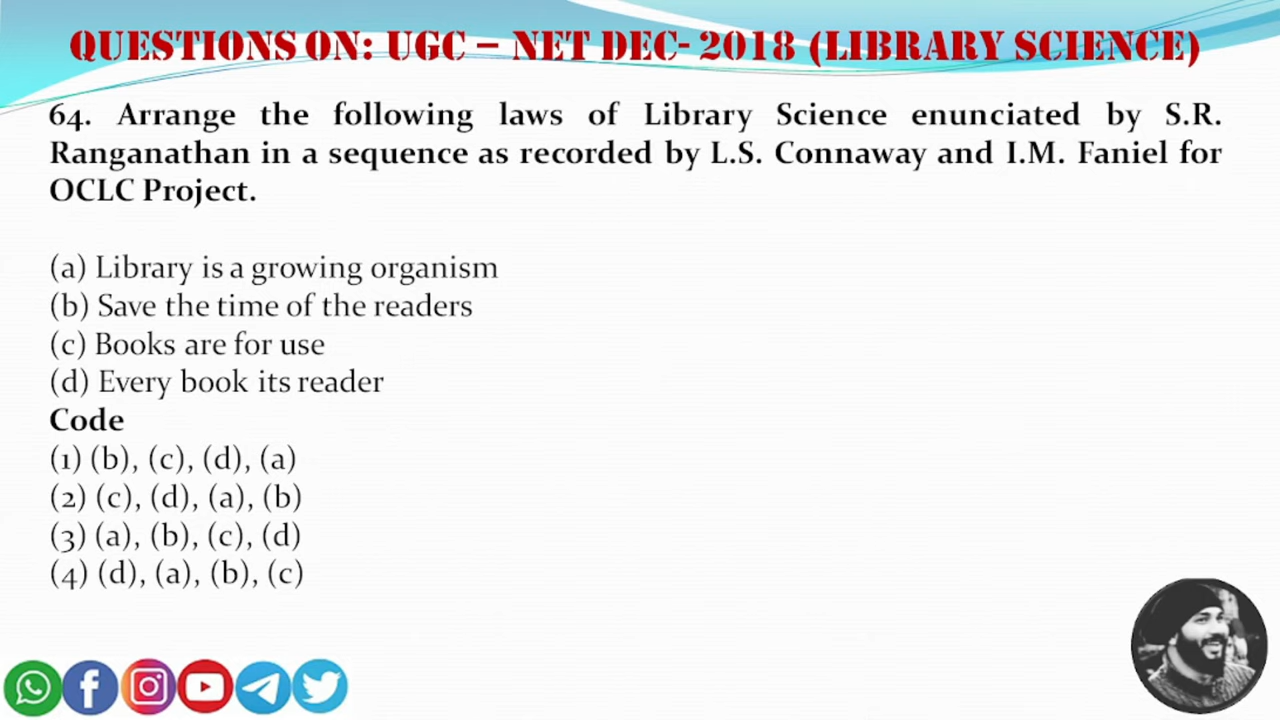 QUESTIONS ON: UGC – NET DEC- 2018 (LIBRARY SCIENCE)
64. Arrange the following laws of Library Science enunciated by S.R.
Ranganathan in a sequence as recorded by L.S. Connaway and I.M. Faniel for
OCLC Project.
(a) Library is a growing organism
(b) Save the time of the readers
(c) Books are for use
(d) Every book its reader
Code
(1) (b), (c), (d), (a)
(2) (c), (d), (a), (b)
(3) (a), (b), (c), (d)
(4) (d), (a), (b), (c)